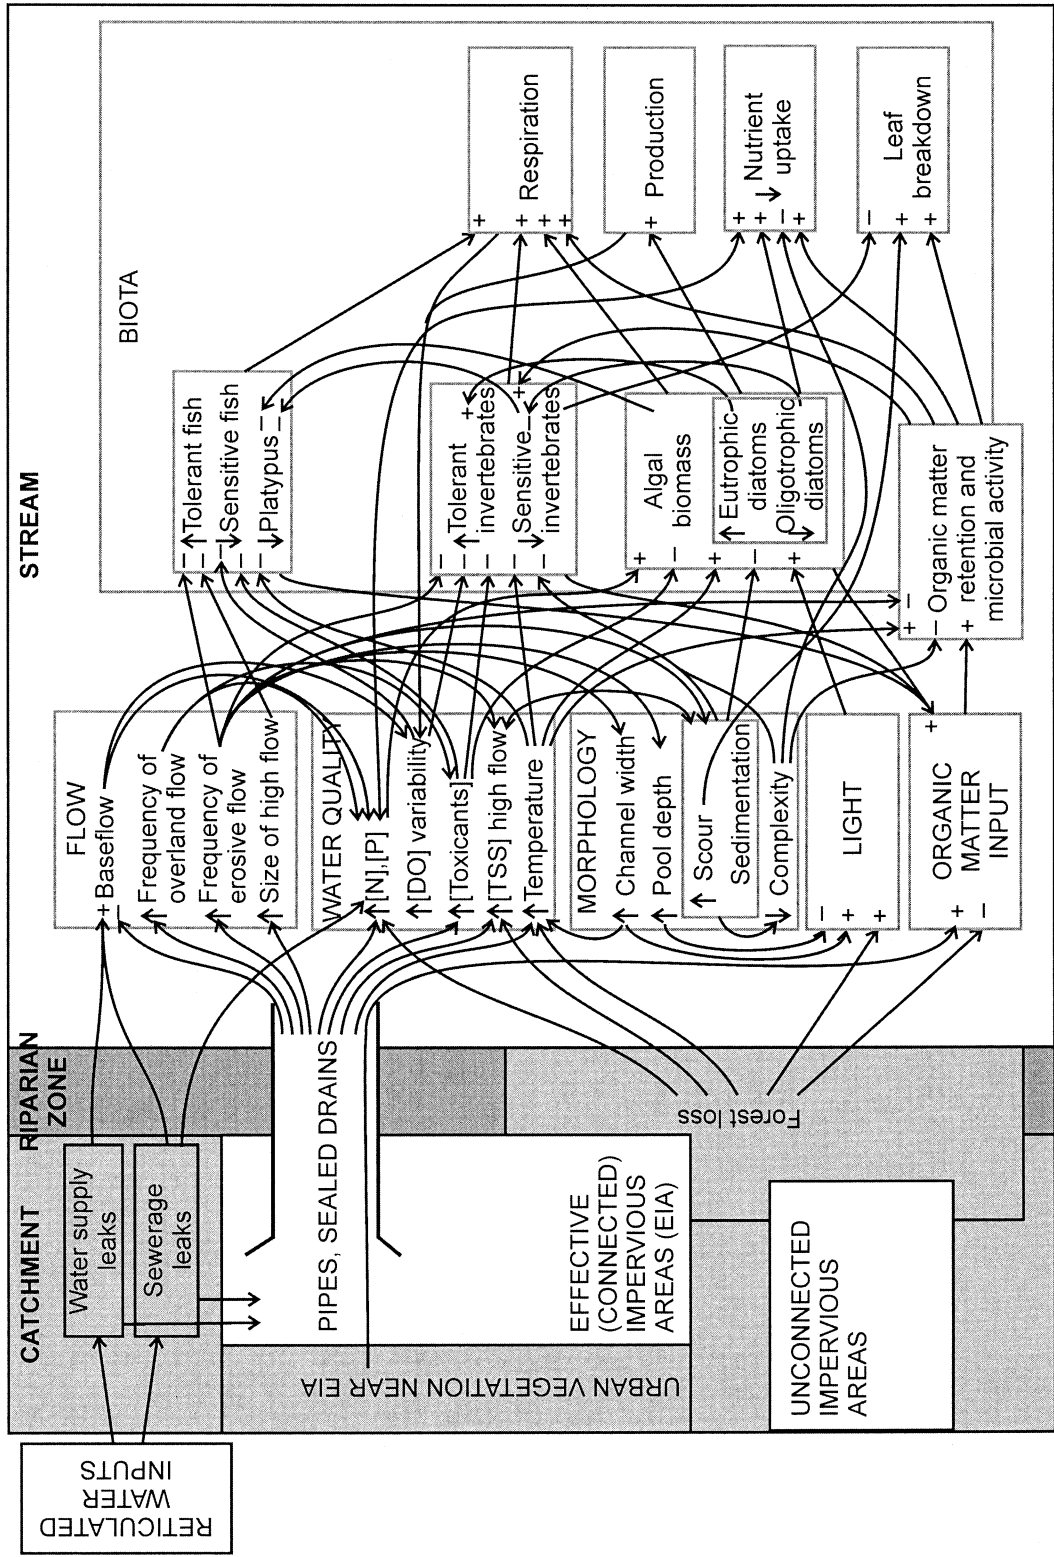 RETICULATED
WATER
INPUTS
CATCHMENT
Water supply
leaks
Sewerage
leaks
PIPES, SEALED DRAINS
EFFECTIVE
(CONNECTED)
IMPERVIOUS
AREAS (EIA)
URBAN VEGETATION NEAR EIA
UNCONNECTED
IMPERVIOUS
AREAS
RIPARIAN
ZONE
Forest loss
STREAM
FLOW
+ Baseflow
–
↑ Frequency of
overland flow
↑ Frequency of
erosive flow
↑ Size of high flow
WATER QUALITY
↑ [N],[P]
↑ [DO] variability
↑ [Toxicants]
↑ [TSS] high flow
↑ Temperature
MORPHOLOGY
↑ Channel width
↑ Pool depth
↑ Scour
Sedimentation
↓ Complexity
LIGHT
–
+
+
ORGANIC
MATTER
INPUT
+
–
+
BIOTA
↑ Tolerant fish
↓ Sensitive fish
↓ Platypus
– – – – –
– –
↑ Tolerant
invertebrates
↓ Sensitive
invertebrates
– – – – –
+ – +
Algal
biomass
↑ Eutrophic
diatoms
↓ Oligotrophic
diatoms
+ – + – +
Organic matter
retention and
microbial activity
+ –
–
+
Respiration
+ + + +
Production
+
↓ Nutrient
uptake
+ + – +
Leaf
breakdown
– + +